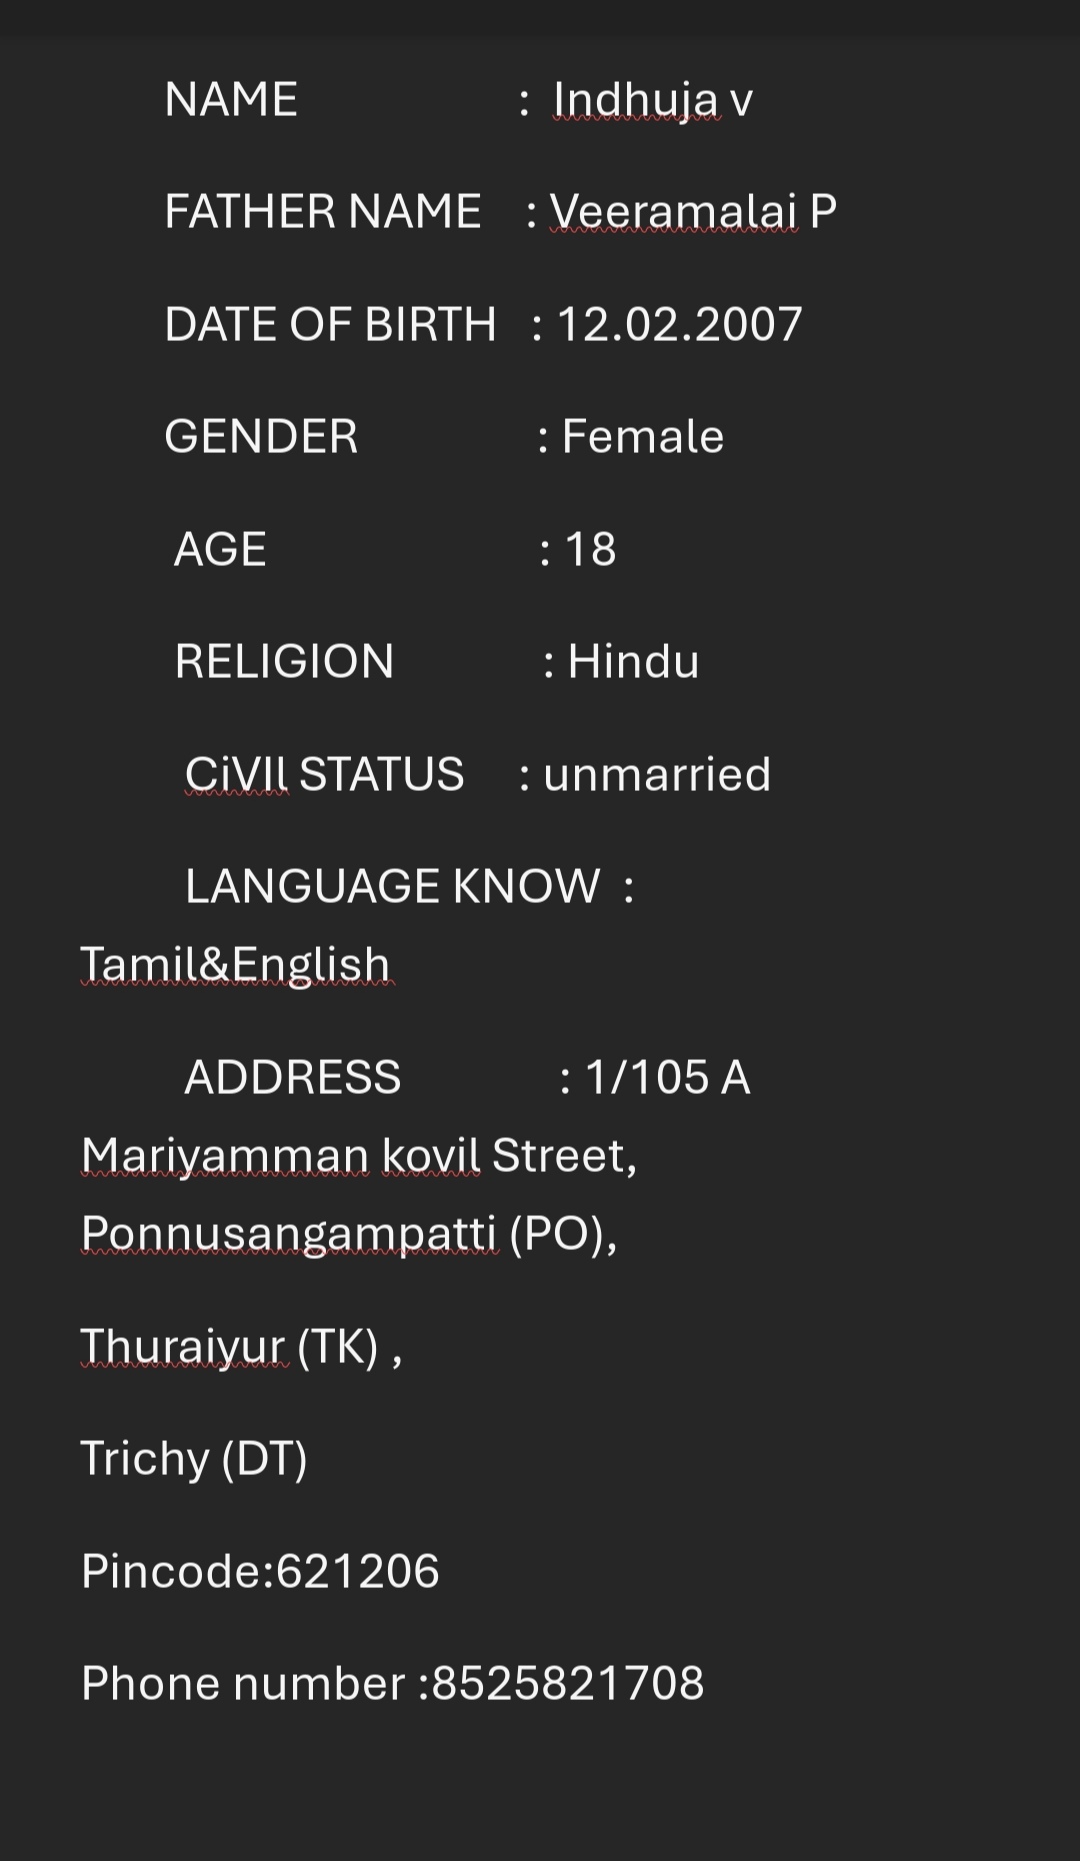 NAME : Indhuja v
FATHER NAME : Veeramalai P
DATE OF BIRTH : 12.02.2007
GENDER : Female
AGE : 18
RELIGION : Hindu
CiVIl STATUS : unmarried
LANGUAGE KNOW :
Tamil&English
ADDRESS : 1/105 A
Mariyamman kovil Street,
Ponnusangampatti (PO),
Thuraiyur (TK) ,
Trichy (DT)
Pincode:621206
Phone number :8525821708